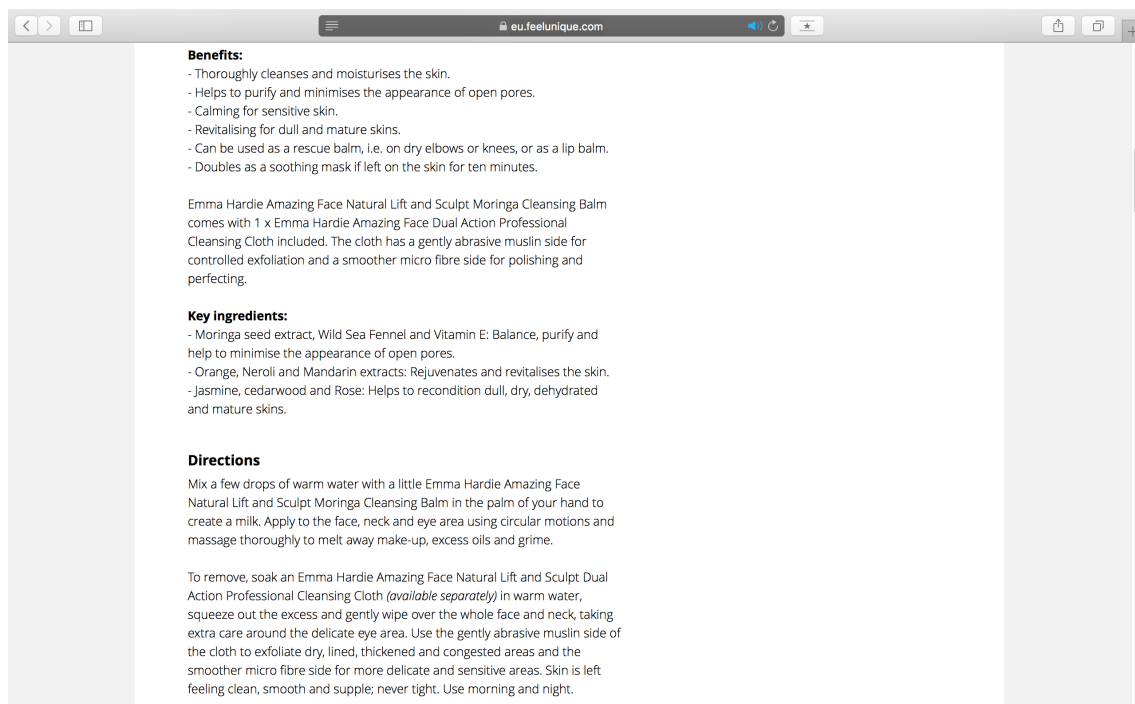 eu.feelunique.com
Benefits:
- Thoroughly cleanses and moisturises the skin.
- Helps to purify and minimises the appearance of open pores.
- Calming for sensitive skin.
- Revitalising for dull and mature skins.
- Can be used as a rescue balm, i.e. on dry elbows or knees, or as a lip balm.
- Doubles as a soothing mask if left on the skin for ten minutes.
Emma Hardie Amazing Face Natural Lift and Sculpt Moringa Cleansing Balm
comes with 1 x Emma Hardie Amazing Face Dual Action Professional
Cleansing Cloth included. The cloth has a gently abrasive muslin side for
controlled exfoliation and a smoother micro fibre side for polishing and
perfecting.
Key ingredients:
- Moringa seed extract, Wild Sea Fennel and Vitamin E: Balance, purify and
help to minimise the appearance of open pores.
- Orange, Neroli and Mandarin extracts: Rejuvenates and revitalises the skin.
- Jasmine, cedarwood and Rose: Helps to recondition dull, dry, dehydrated
and mature skins.
Directions
Mix a few drops of warm water with a little Emma Hardie Amazing Face
Natural Lift and Sculpt Moringa Cleansing Balm in the palm of your hand to
create a milk. Apply to the face, neck and eye area using circular motions and
massage thoroughly to melt away make-up, excess oils and grime.
To remove, soak an Emma Hardie Amazing Face Natural Lift and Sculpt Dual
Action Professional Cleansing Cloth (available separately) in warm water,
squeeze out the excess and gently wipe over the whole face and neck, taking
extra care around the delicate eye area. Use the gently abrasive muslin side of
the cloth to exfoliate dry, lined, thickened and congested areas and the
smoother micro fibre side for more delicate and sensitive areas. Skin is left
feeling clean, smooth and supple; never tight. Use morning and night.